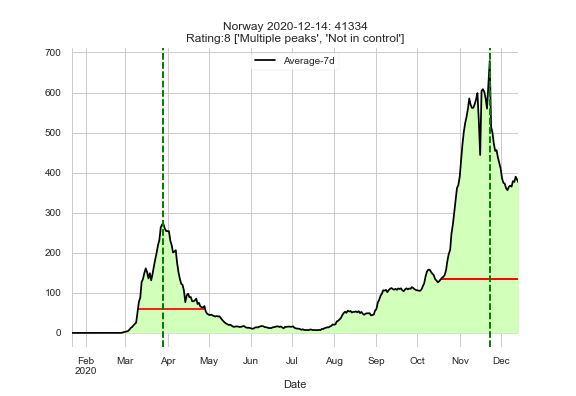 Norway 2020-12-14: 41334
Rating:8 ['Multiple peaks', 'Not in control']
Average-7d
700
600
500
400
300
200
100
0
Feb Mar Apr May Jun Jul Aug Sep Oct Nov Dec
2020
Date